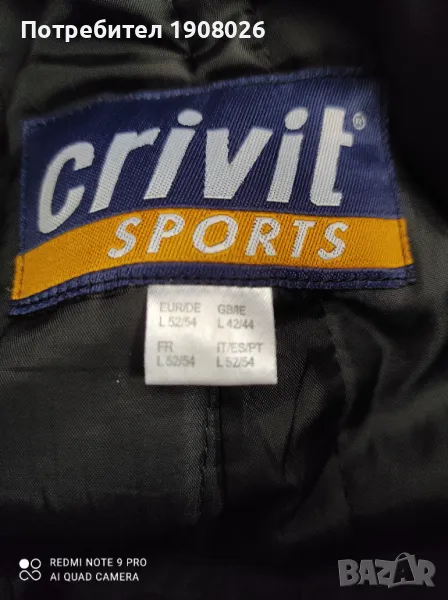 Потребител 1908026
crivit®
SPORTS
EUR/DE GB/IE
L 52/54 L 42/44
FR IT/ES/PT
L 52/54 L 52/54
REDMI NOTE 9 PRO
AI QUAD CAMERA
BAZAR